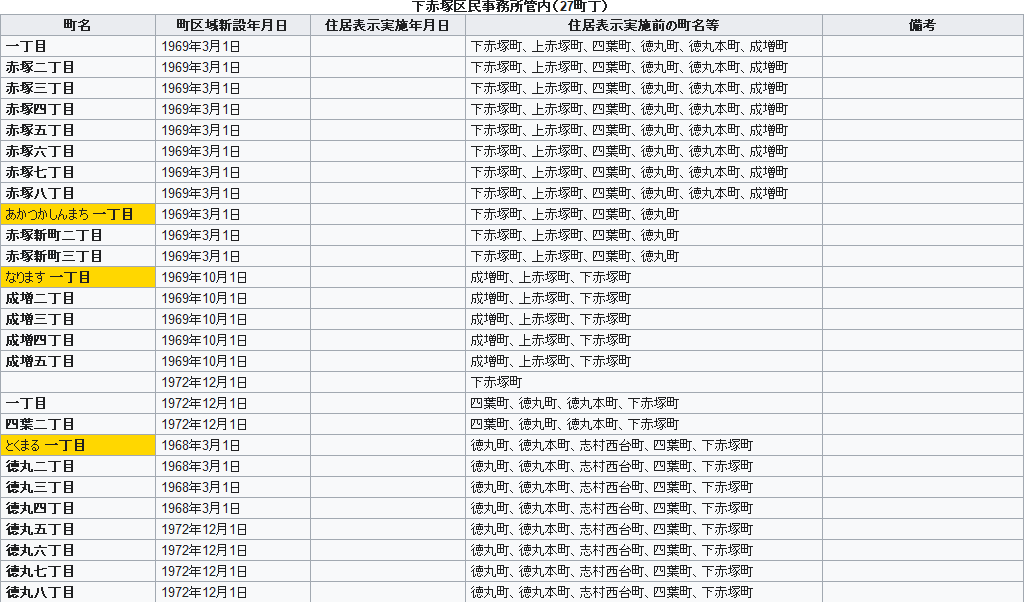 下赤塚区民事務所管内（27町丁）
町名 町区域新設年月日 住居表示実施年月日 住居表示実施前の町名等 備考
一丁目 1969年3月1日 下赤塚町、上赤塚町、四葉町、徳丸町、徳丸本町、成増町
赤塚二丁目 1969年3月1日 下赤塚町、上赤塚町、四葉町、徳丸町、徳丸本町、成増町
赤塚三丁目 1969年3月1日 下赤塚町、上赤塚町、四葉町、徳丸町、徳丸本町、成増町
赤塚四丁目 1969年3月1日 下赤塚町、上赤塚町、四葉町、徳丸町、徳丸本町、成増町
赤塚五丁目 1969年3月1日 下赤塚町、上赤塚町、四葉町、徳丸町、徳丸本町、成増町
赤塚六丁目 1969年3月1日 下赤塚町、上赤塚町、四葉町、徳丸町、徳丸本町、成増町
赤塚七丁目 1969年3月1日 下赤塚町、上赤塚町、四葉町、徳丸町、徳丸本町、成増町
赤塚八丁目 1969年3月1日 下赤塚町、上赤塚町、四葉町、徳丸町、徳丸本町、成増町
あかつかしんまち 一丁目 1969年3月1日 下赤塚町、上赤塚町、四葉町、徳丸町
赤塚新町二丁目 1969年3月1日 下赤塚町、上赤塚町、四葉町、徳丸町
赤塚新町三丁目 1969年3月1日 下赤塚町、上赤塚町、四葉町、徳丸町
なります 一丁目 1969年10月1日 成増町、上赤塚町、下赤塚町
成増二丁目 1969年10月1日 成増町、上赤塚町、下赤塚町
成増三丁目 1969年10月1日 成増町、上赤塚町、下赤塚町
成増四丁目 1969年10月1日 成増町、上赤塚町、下赤塚町
成増五丁目 1969年10月1日 成増町、上赤塚町、下赤塚町
1972年12月1日 下赤塚町
一丁目 1972年12月1日 四葉町、徳丸町、徳丸本町、下赤塚町
四葉二丁目 1972年12月1日 四葉町、徳丸町、徳丸本町、下赤塚町
とくまる 一丁目 1968年3月1日 徳丸町、徳丸本町、志村西台町、四葉町、下赤塚町
徳丸二丁目 1968年3月1日 徳丸町、徳丸本町、志村西台町、四葉町、下赤塚町
徳丸三丁目 1968年3月1日 徳丸町、徳丸本町、志村西台町、四葉町、下赤塚町
徳丸四丁目 1968年3月1日 徳丸町、徳丸本町、志村西台町、四葉町、下赤塚町
徳丸五丁目 1972年12月1日 徳丸町、徳丸本町、志村西台町、四葉町、下赤塚町
徳丸六丁目 1972年12月1日 徳丸町、徳丸本町、志村西台町、四葉町、下赤塚町
徳丸七丁目 1972年12月1日 徳丸町、徳丸本町、志村西台町、四葉町、下赤塚町
徳丸八丁目 1972年12月1日 徳丸町、徳丸本町、志村西台町、四葉町、下赤塚町